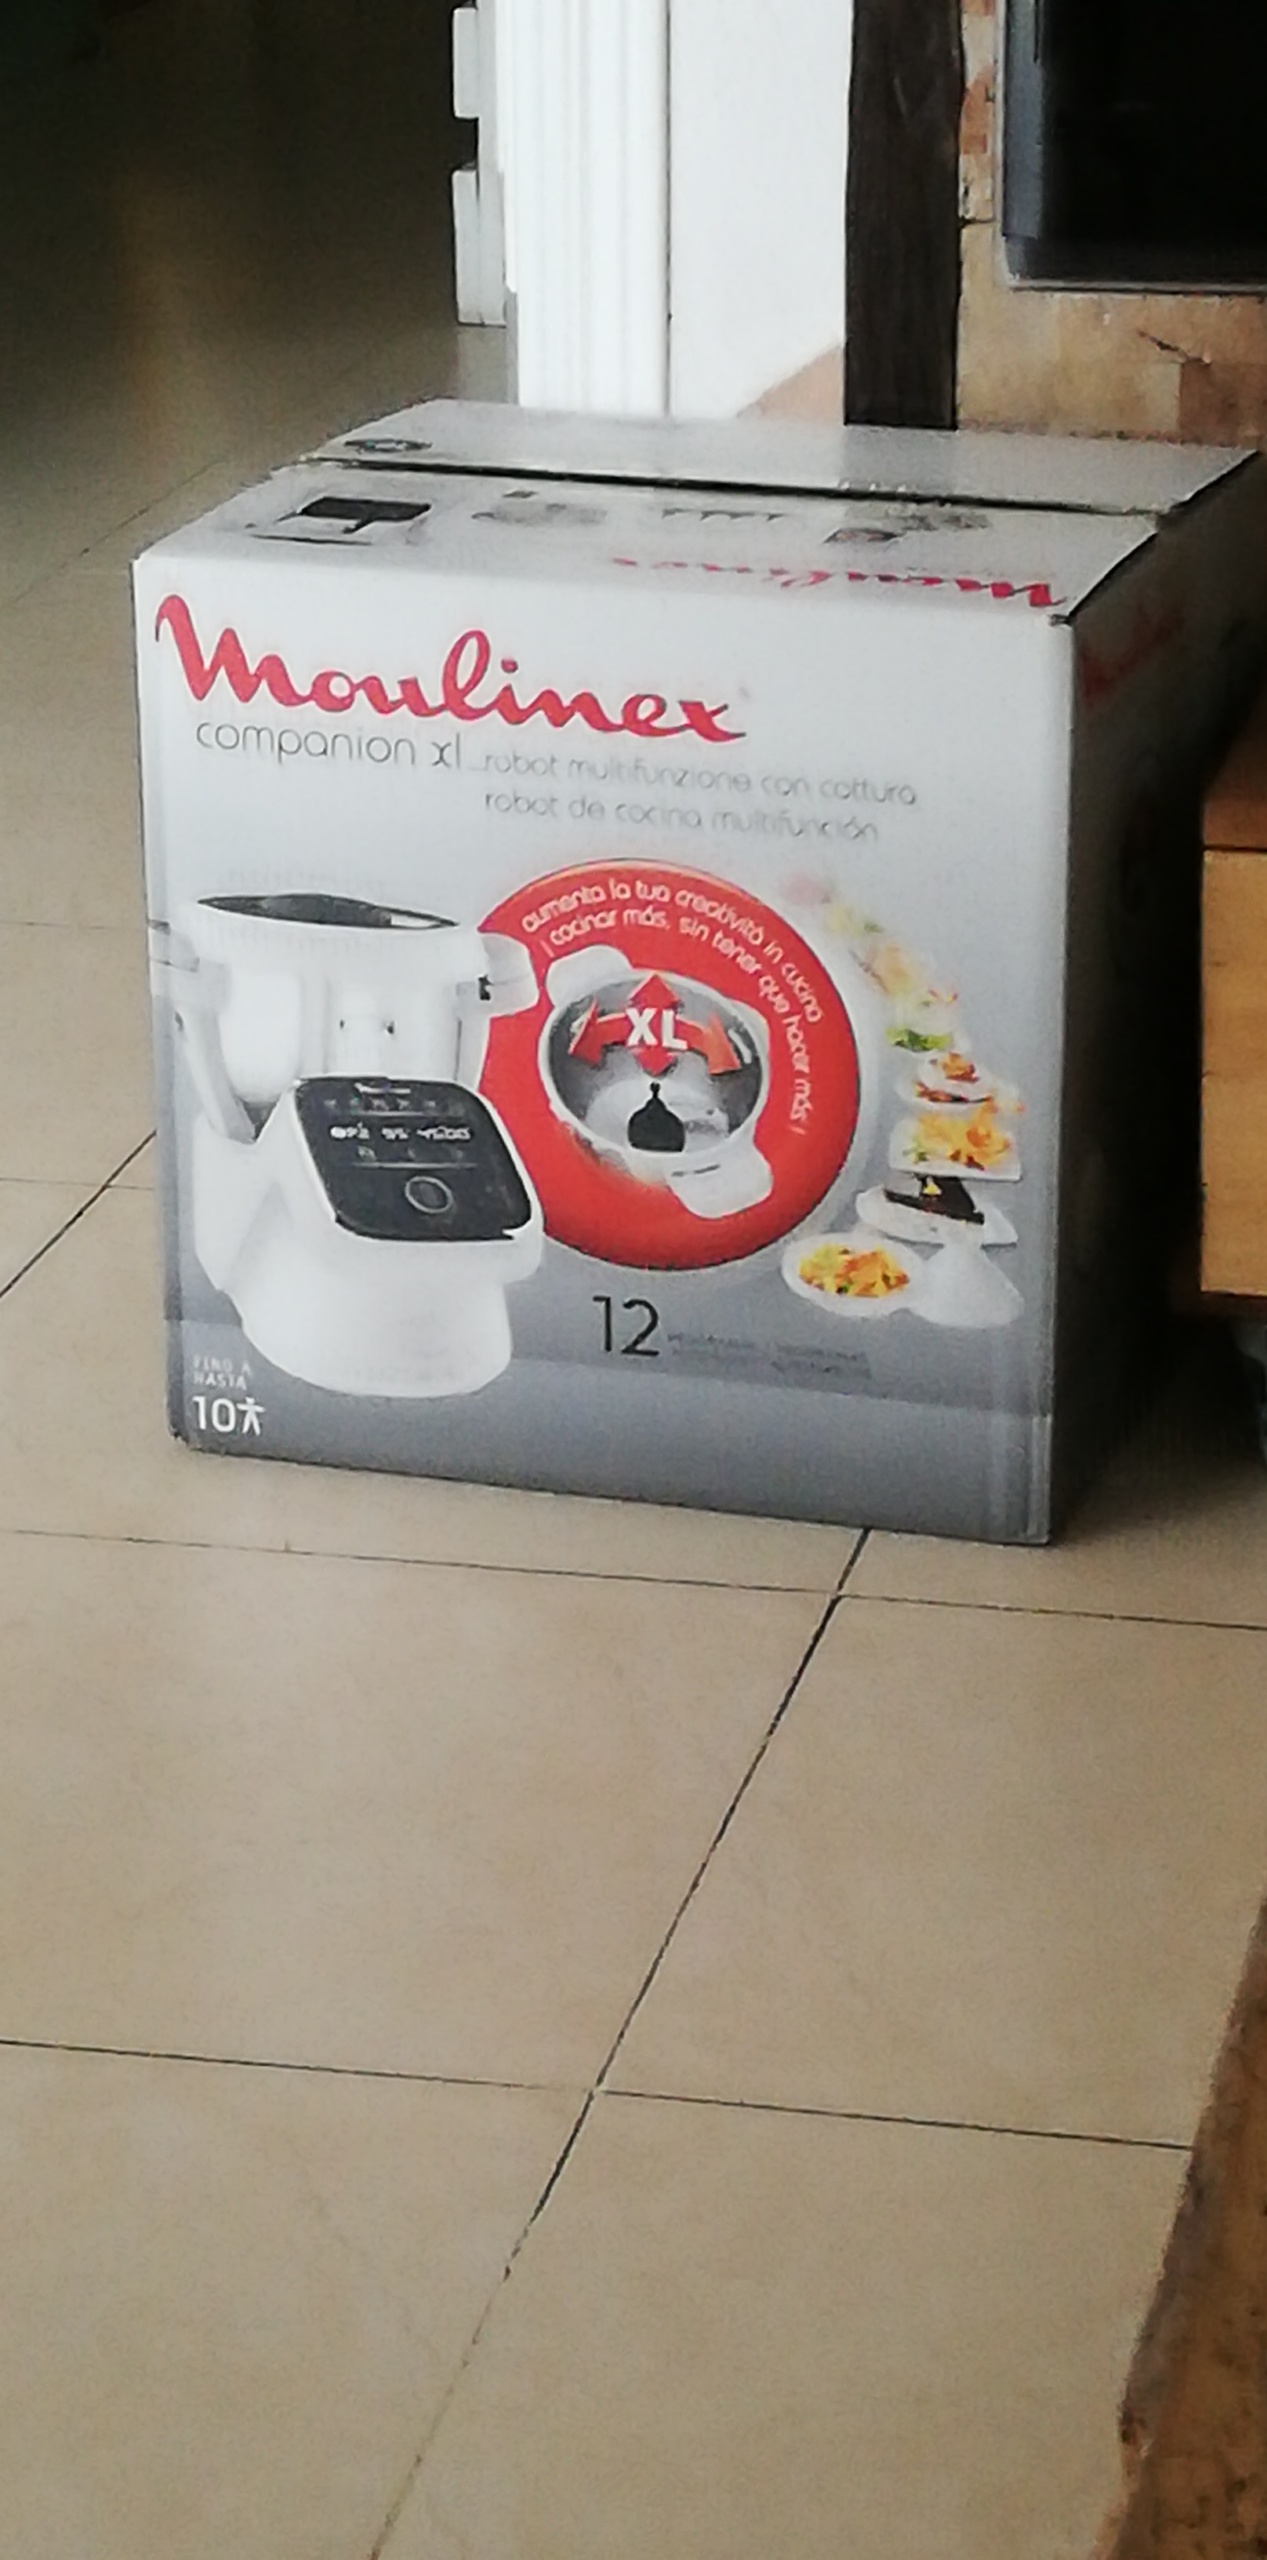 Moulinex
Moulinex
companion xl
robot multifunzione con cottura
robot de cocina multifunción
aumenta la tua creatività in cucina
/ cocinar más, sin tener que hacer más /
XL
12
FINO A
HASTA
10